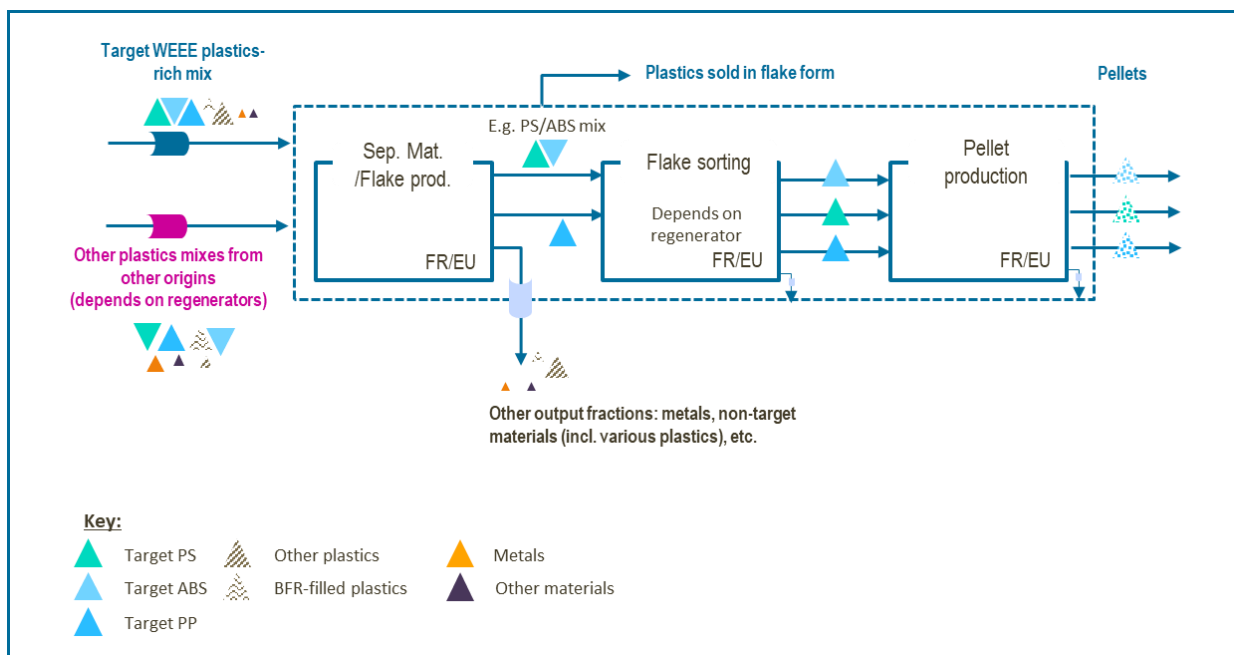 Target WEEE plastics-
rich mix
Plastics sold in flake form
Pellets
E.g. PS/ABS mix
Sep. Mat.
/Flake prod.
FR/EU
Flake sorting
Depends on
regenerator
FR/EU
Pellet
production
FR/EU
Other plastics mixes from
other origins
(depends on regenerators)
Other output fractions: metals, non-target
materials (incl. various plastics), etc.
Key:
Target PS
Other plastics
Metals
Target ABS
BFR-filled plastics
Other materials
Target PP